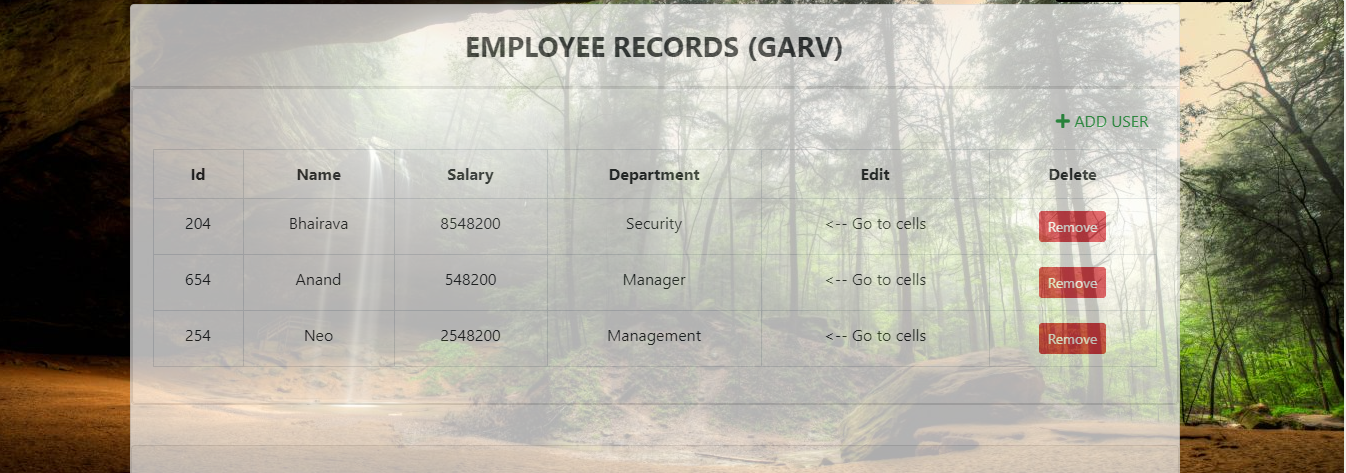 EMPLOYEE RECORDS (GARV)
ADD USER
Id Name Salary Department Edit Delete
204 Bhairava 8548200 Security <-- Go to cells Remove
654 Anand 548200 Manager <-- Go to cells Remove
254 Neo 2548200 Management <-- Go to cells Remove